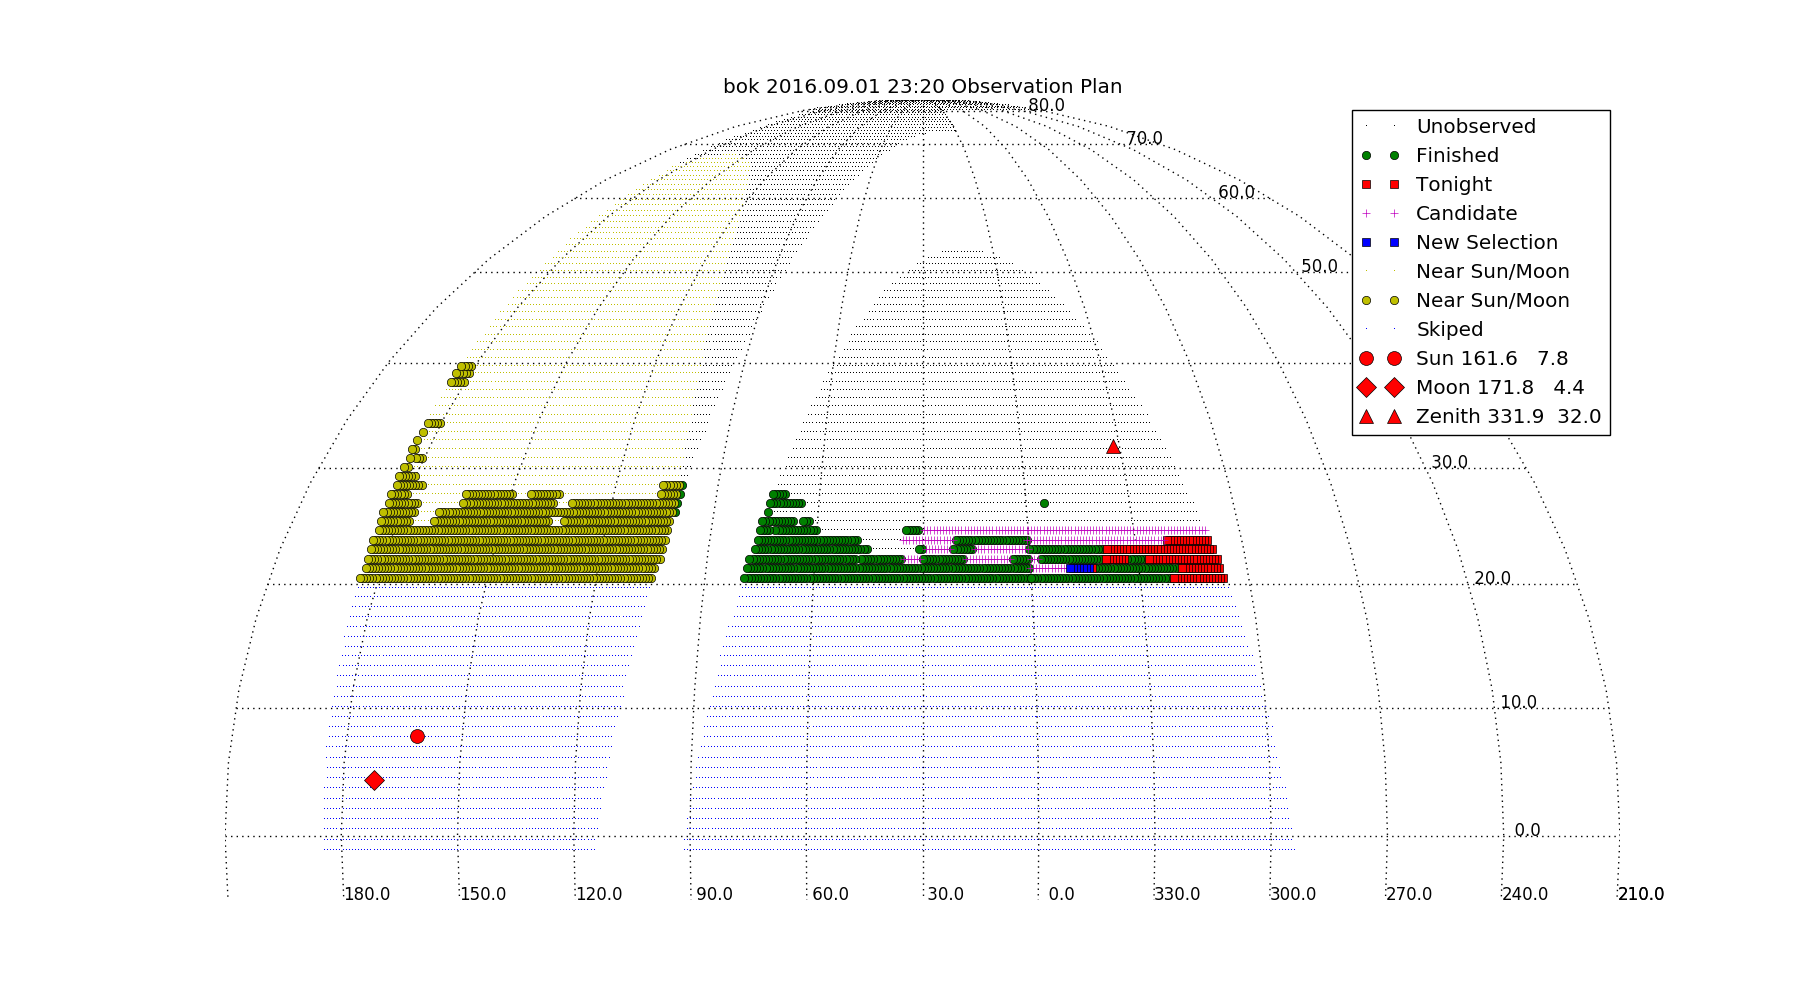 bok 2016.09.01 23:20 Observation Plan
80.0
70.0
60.0
50.0
30.0
20.0
10.0
0.0
Unobserved
Finished
Tonight
Candidate
New Selection
Near Sun/Moon
Near Sun/Moon
Skiped
Sun 161.6 7.8
Moon 171.8 4.4
Zenith 331.9 32.0
180.0 150.0 120.0 90.0 60.0 30.0 0.0 330.0 300.0 270.0 240.0 210.0